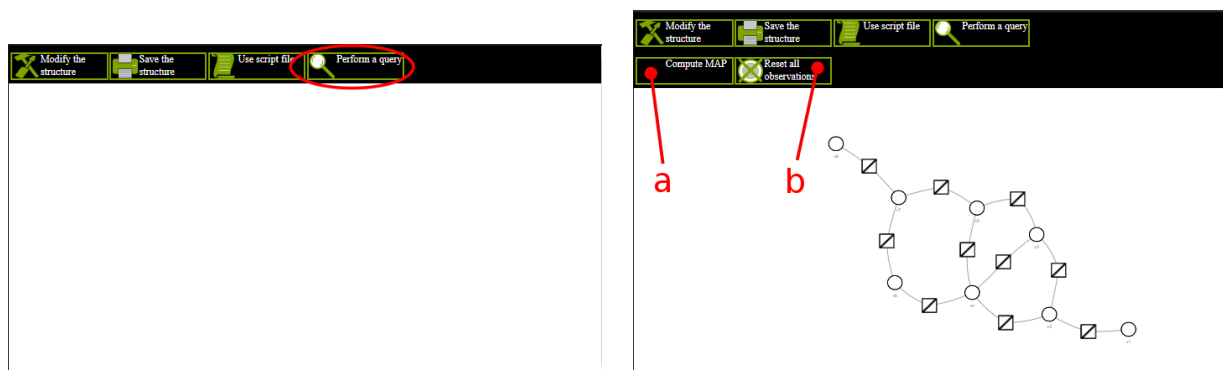 Modify the
structure
Save the
structure
Use script file
Perform a query
Modify the
structure
Save the
structure
Use script file
Perform a query
Compute MAP
Reset all
observations
a
b